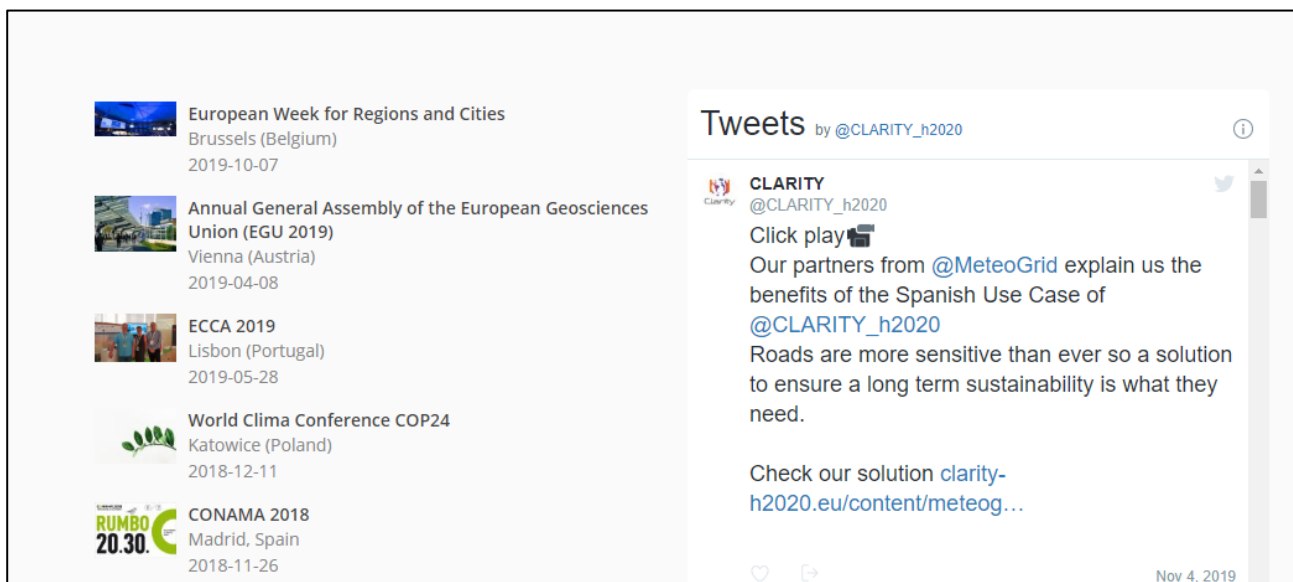 European Week for Regions and Cities
Brussels (Belgium)
2019-10-07
Annual General Assembly of the European Geosciences
Union (EGU 2019)
Vienna (Austria)
2019-04-08
ECCA 2019
Lisbon (Portugal)
2019-05-28
World Clima Conference COP24
Katowice (Poland)
2018-12-11
RUMBO
20.30.
CONAMA 2018
Madrid, Spain
2018-11-26
Tweets by @CLARITY_h2020
Clarity
CLARITY
@CLARITY_h2020
Click play
Our partners from @MeteoGrid explain us the
benefits of the Spanish Use Case of
@CLARITY_h2020
Roads are more sensitive than ever so a solution
to ensure a long term sustainability is what they
need.
Check our solution clarity-
h2020.eu/content/meteog…
Nov 4, 2019